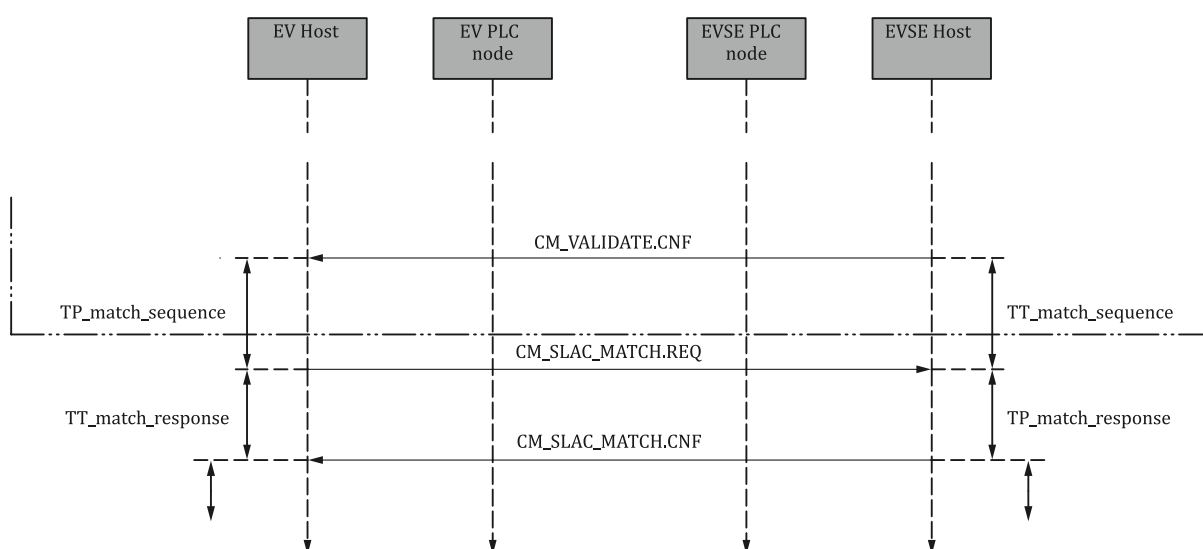 EV Host
EV PLC
node
EVSE PLC
node
EVSE Host
CM_VALIDATE.CNF
TP_match_sequence
TT_match_sequence
CM_SLAC_MATCH.REQ
TT_match_response
TP_match_response
CM_SLAC_MATCH.CNF